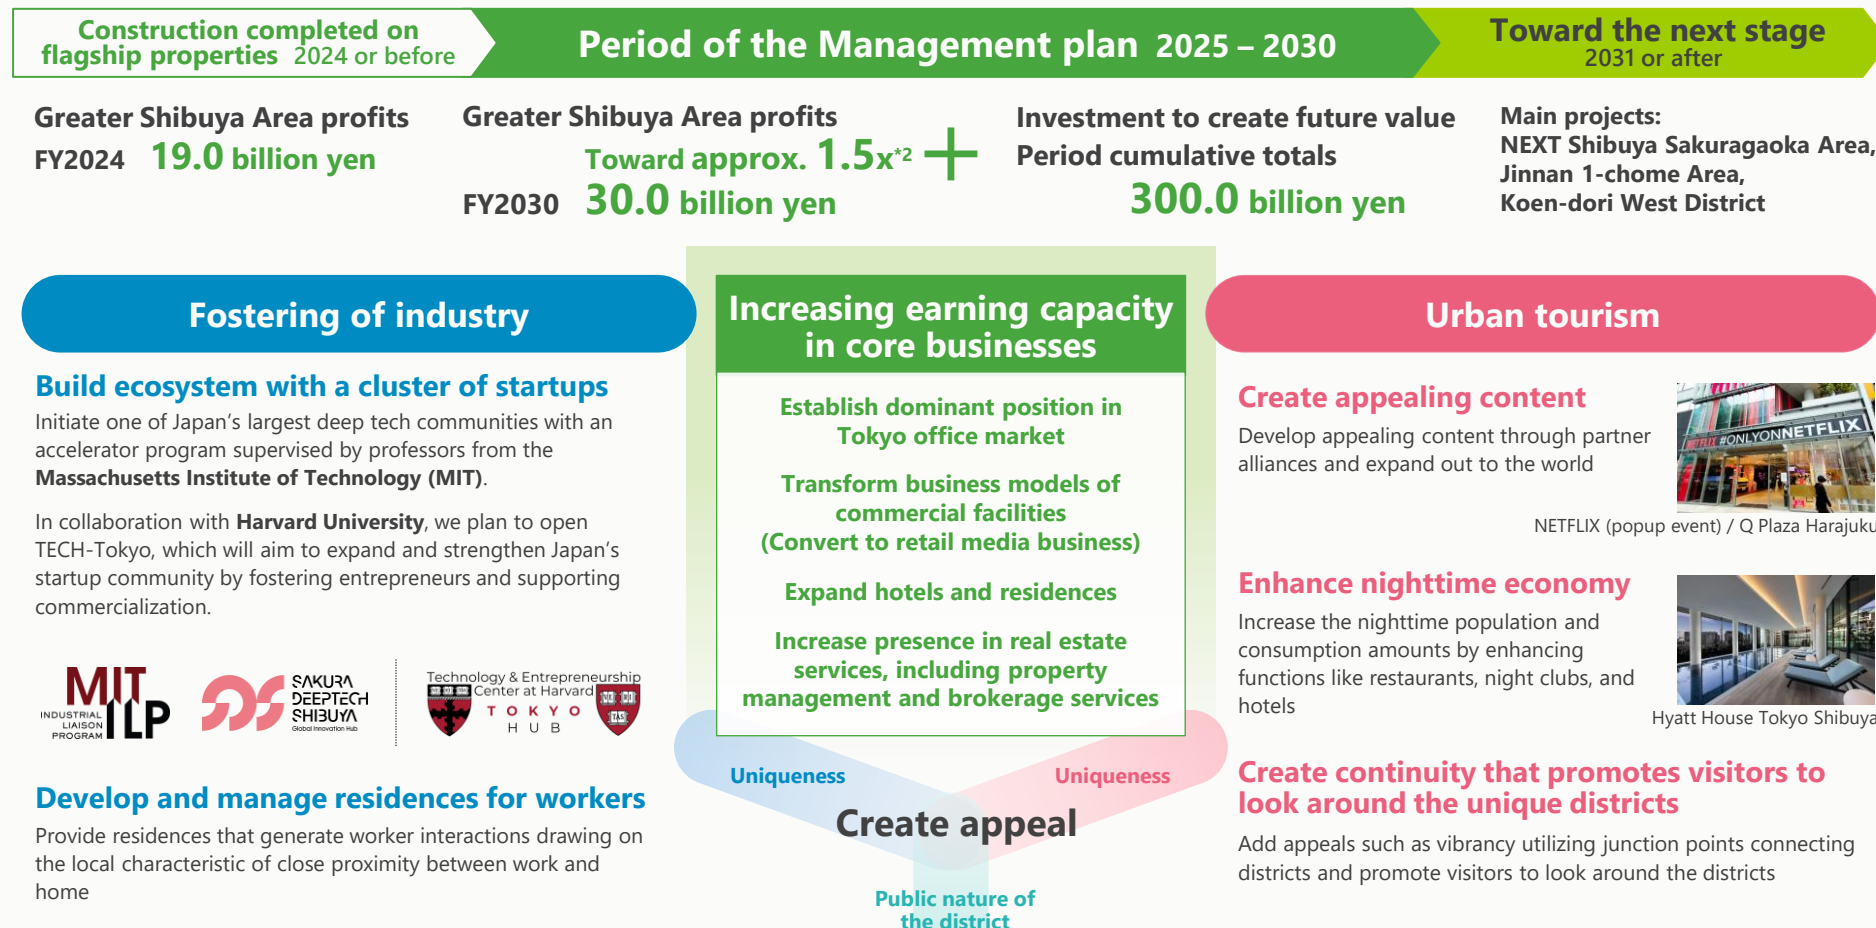 Construction completed on
flagship properties 2024 or before
Period of the Management plan 2025 – 2030
Toward the next stage
2031 or after
Greater Shibuya Area profits
FY2024 19.0 billion yen
Greater Shibuya Area profits
Toward approx. 1.5x*2
FY2030 30.0 billion yen
+
Investment to create future value
Period cumulative totals
300.0 billion yen
Main projects:
NEXT Shibuya Sakuragaoka Area,
Jinnan 1-chome Area,
Koen-dori West District
Fostering of industry
Build ecosystem with a cluster of startups
Initiate one of Japan's largest deep tech communities with an
accelerator program supervised by professors from the
Massachusetts Institute of Technology (MIT).
In collaboration with Harvard University, we plan to open
TECH-Tokyo, which will aim to expand and strengthen Japan's
startup community by fostering entrepreneurs and supporting
commercialization.
MIT
INDUSTRIAL
LIAISON
PROGRAM
ILP
SAKURA
DEEPTECH
SHIBUYA
Global Innovation Hub
Technology & Entrepreneurship
Center at Harvard
TOKYO
HUB
Develop and manage residences for workers
Provide residences that generate worker interactions drawing on
the local characteristic of close proximity between work and
home
Increasing earning capacity
in core businesses
Establish dominant position in
Tokyo office market
Transform business models of
commercial facilities
(Convert to retail media business)
Expand hotels and residences
Increase presence in real estate
services, including property
management and brokerage services
Uniqueness
Uniqueness
Create appeal
Public nature of
the district
Urban tourism
Create appealing content
Develop appealing content through partner
alliances and expand out to the world
NETFLIX #ONLYONNETFLIX
NETFLIX (popup event) / Q Plaza Harajuku
Enhance nighttime economy
Increase the nighttime population and
consumption amounts by enhancing
functions like restaurants, night clubs, and
hotels
Hyatt House Tokyo Shibuya
Create continuity that promotes visitors to
look around the unique districts
Add appeals such as vibrancy utilizing junction points connecting
districts and promote visitors to look around the districts